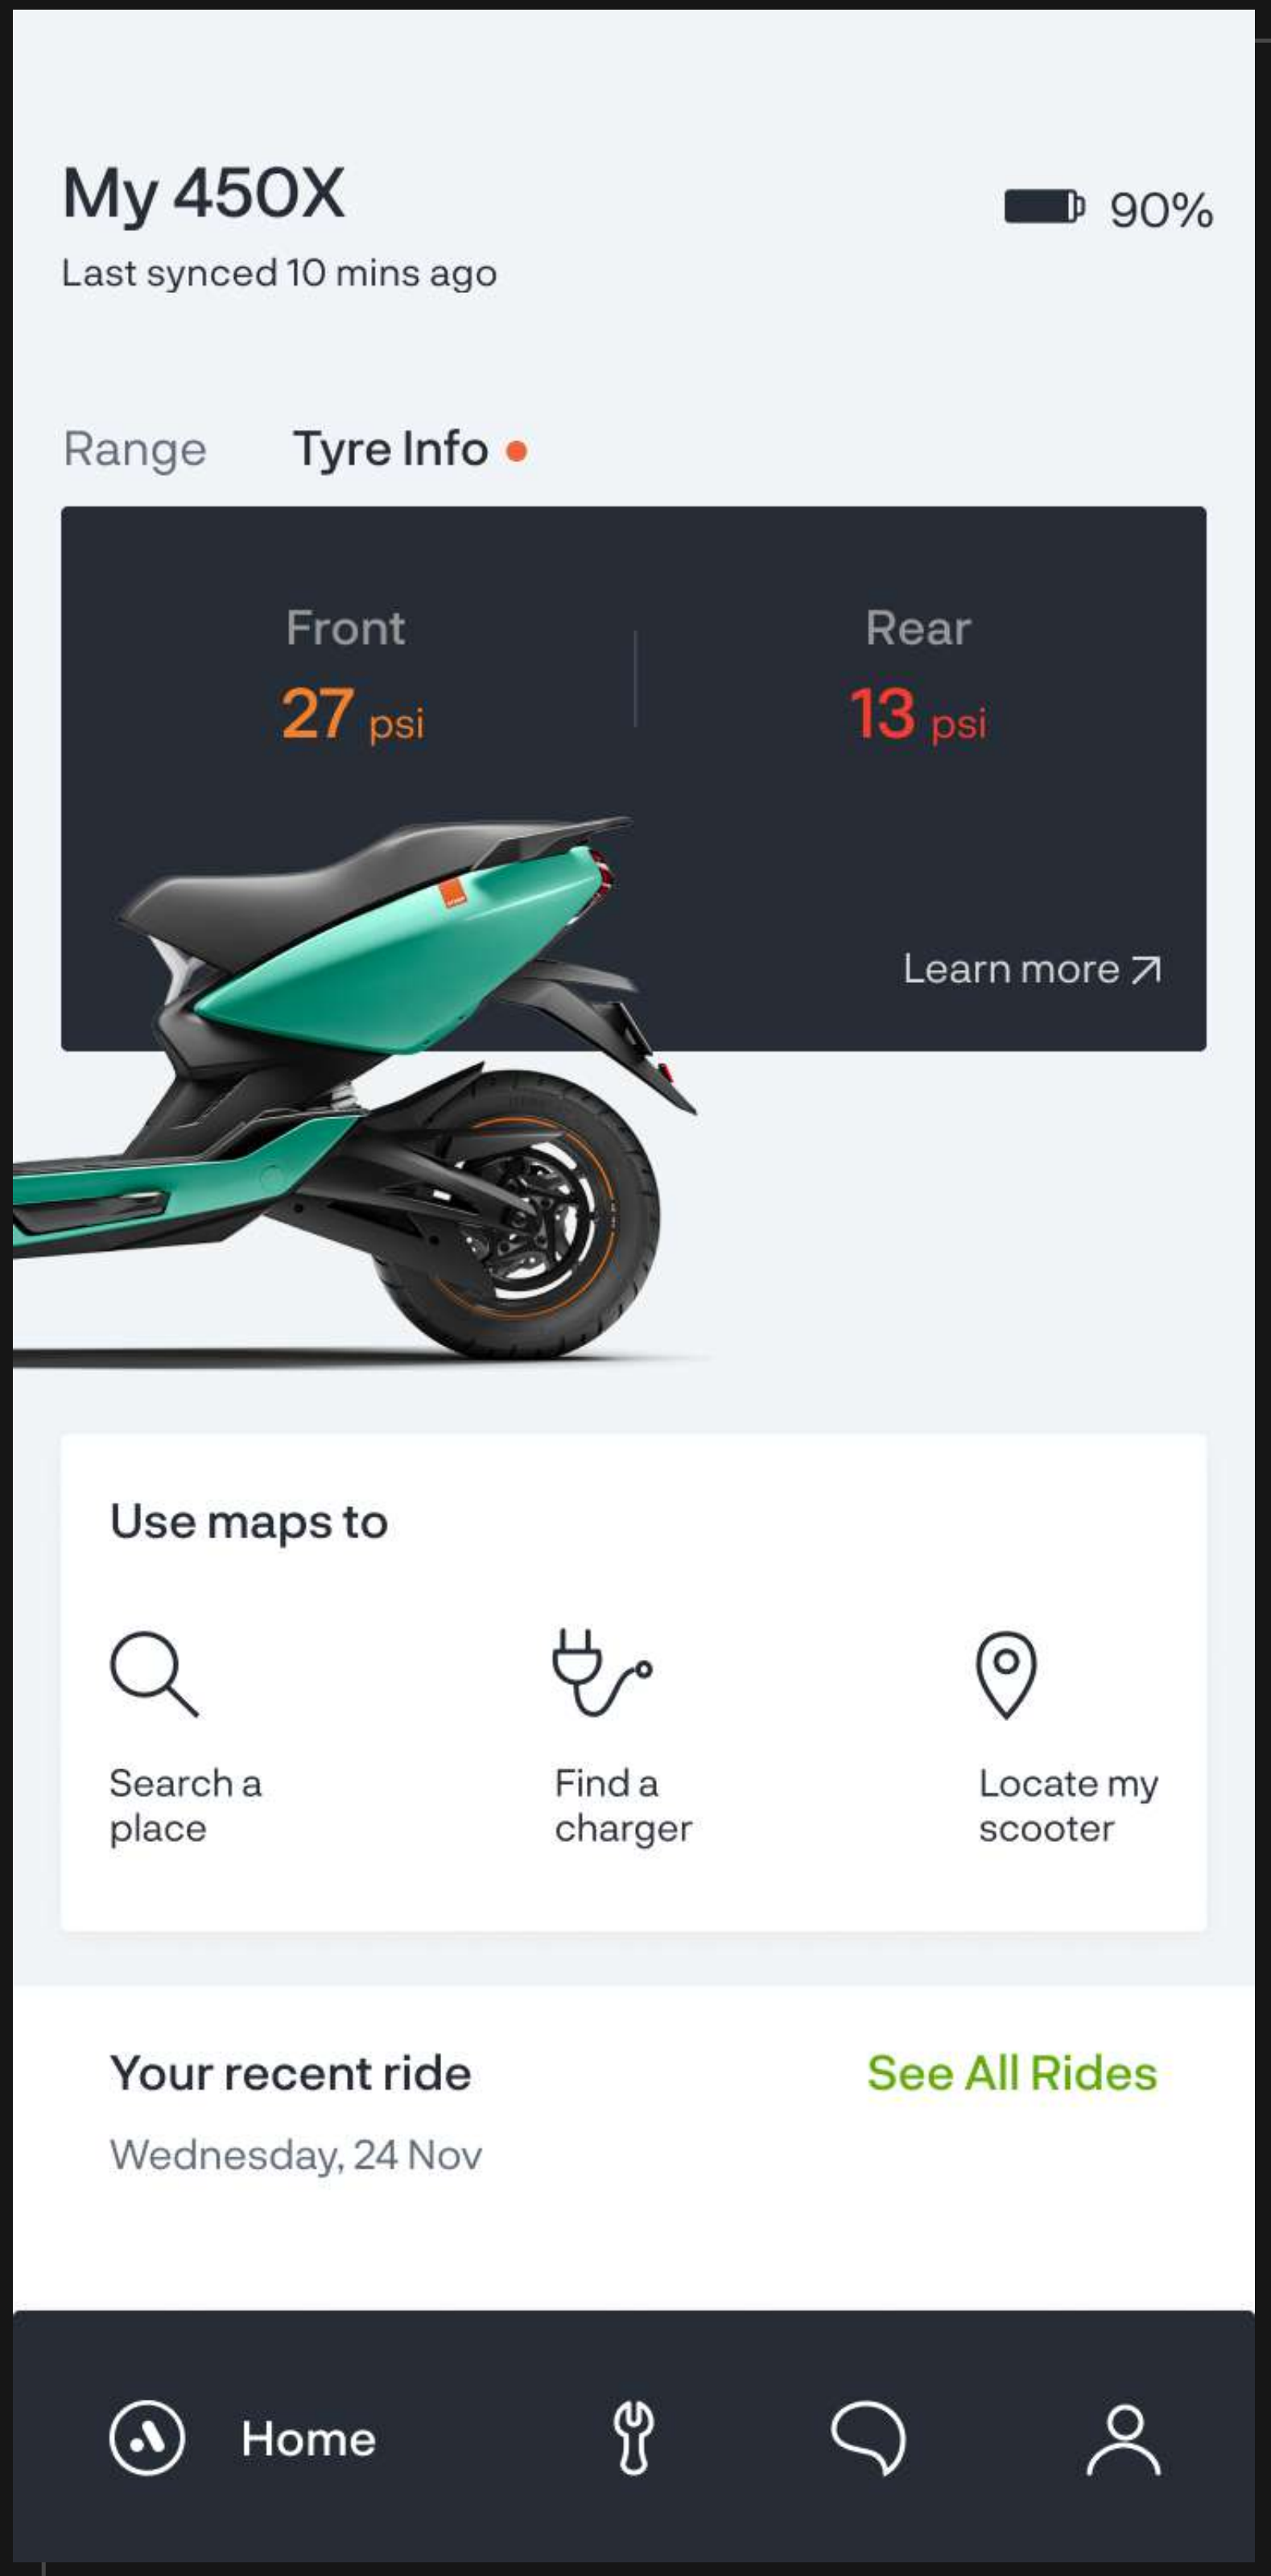 My 450X
90%
Last synced 10 mins ago
Range
Tyre Info
Front
Rear
27 psi
13 psi
Learn more
Use maps to
Search a
place
Find a
charger
Locate my
scooter
Your recent ride
See All Rides
Wednesday, 24 Nov
Home